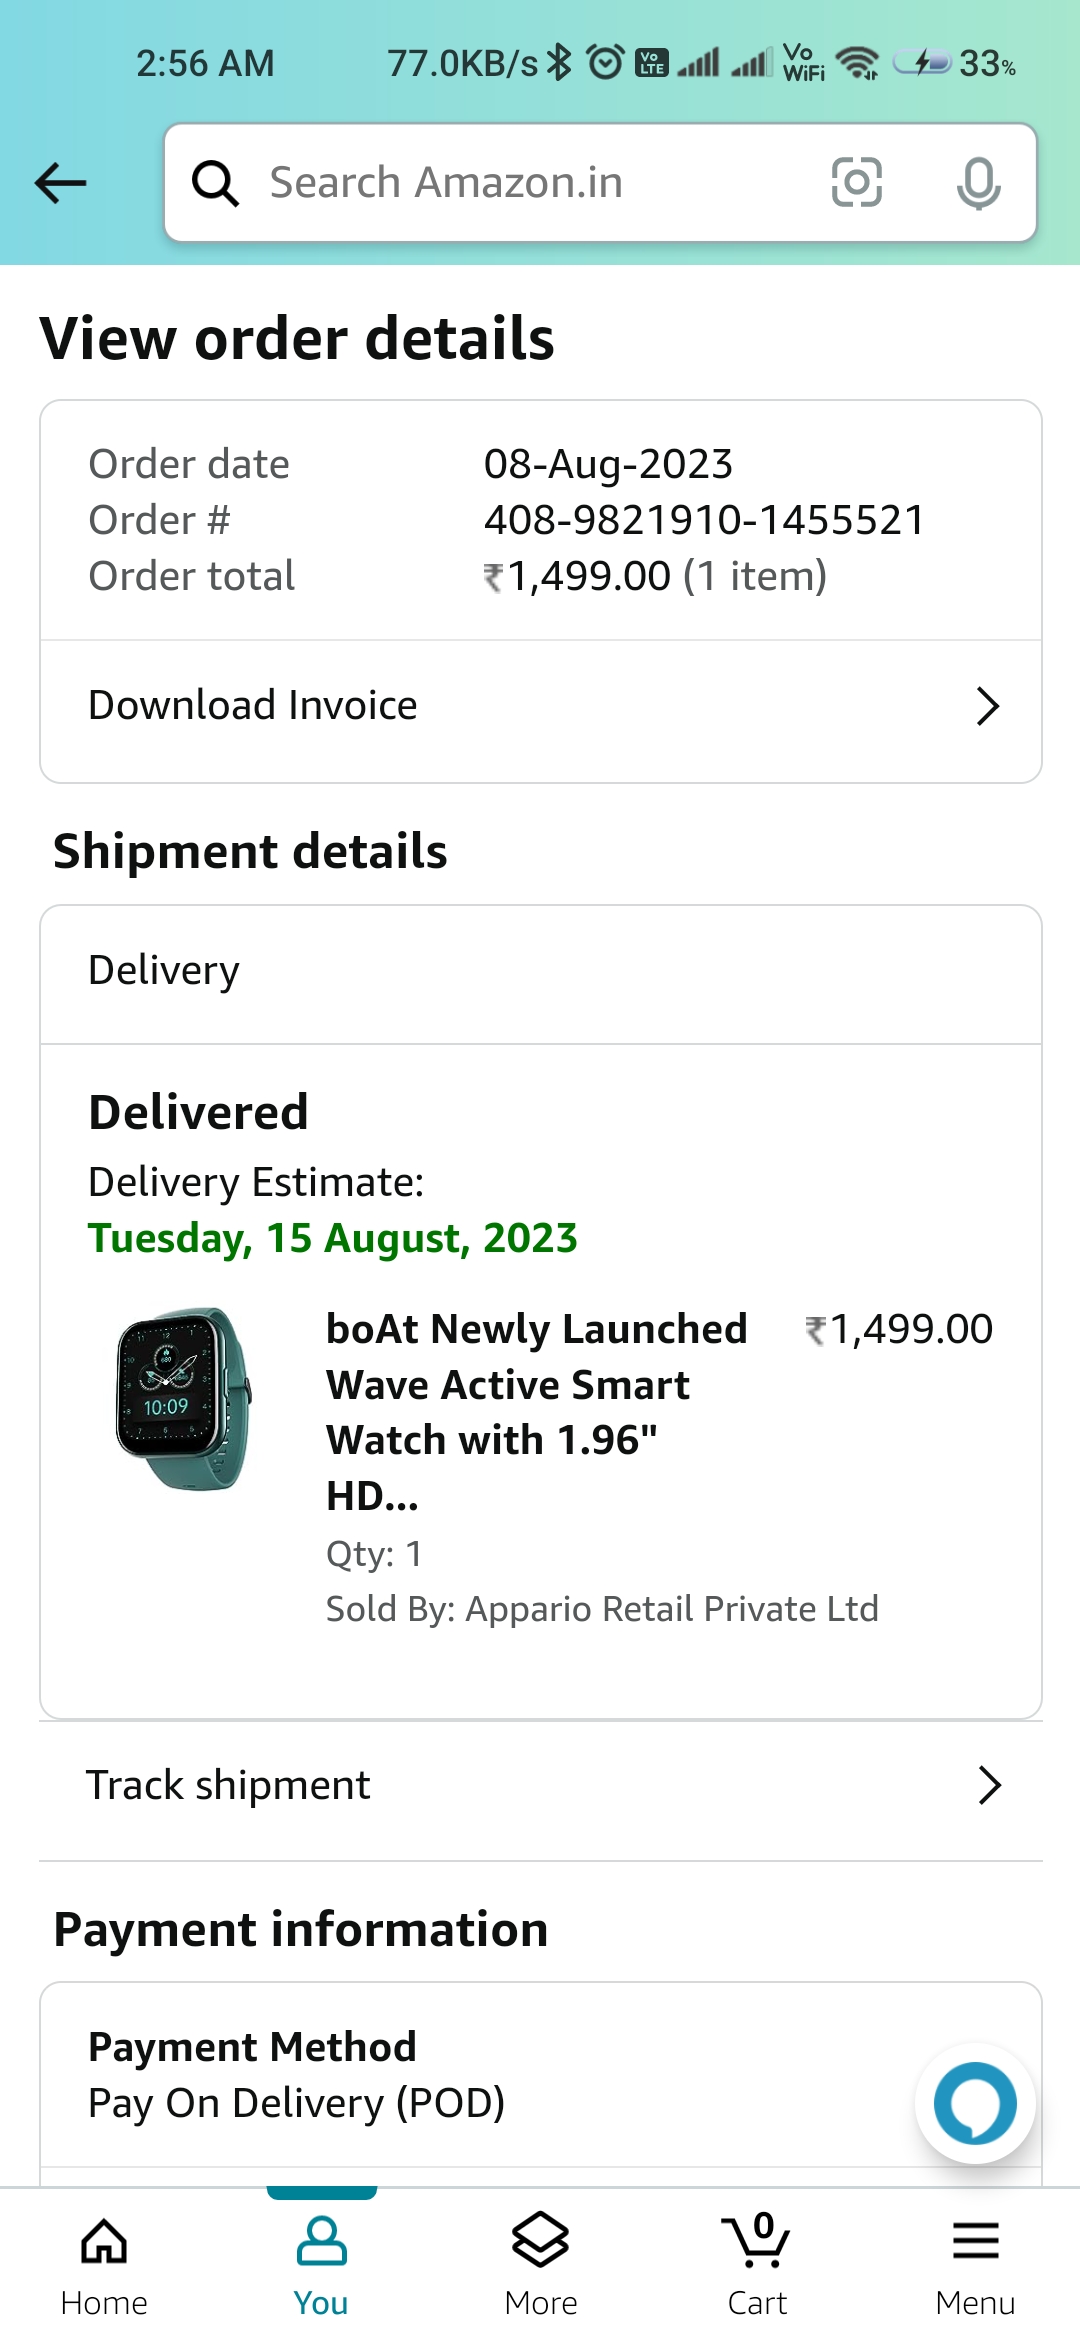 2:56 AM 77.0KB/s Vo LTE Vo WiFi 33%
Search Amazon.in
View order details
Order date 08-Aug-2023
Order # 408-9821910-1455521
Order total ₹1,499.00 (1 item)
Download Invoice
Shipment details
Delivery
Delivered
Delivery Estimate:
Tuesday, 15 August, 2023
boAt Newly Launched ₹1,499.00
Wave Active Smart
Watch with 1.96"
HD...
10:09
Qty: 1
Sold By: Appario Retail Private Ltd
Track shipment
Payment information
Payment Method
Pay On Delivery (POD)
0
Home You More Cart Menu